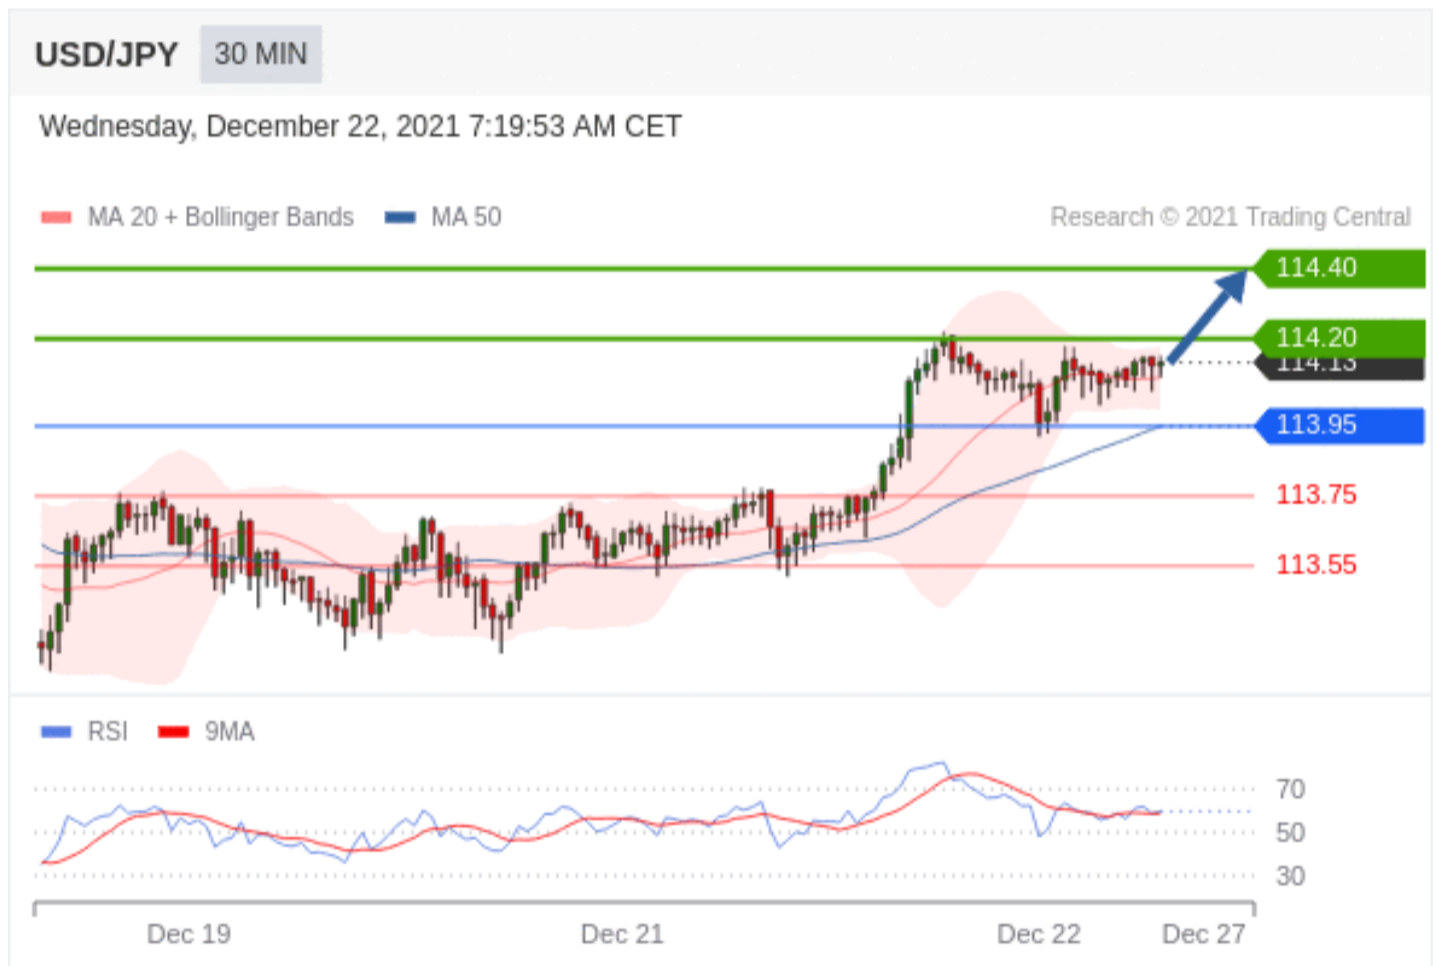 USD/JPY 30 MIN
Wednesday, December 22, 2021 7:19:53 AM CET
MA 20 + Bollinger Bands MA 50 Research © 2021 Trading Central
114.40
114.20
114.13
113.95
113.75
113.55
RSI 9MA
70
50
30
Dec 19 Dec 21 Dec 22 Dec 27